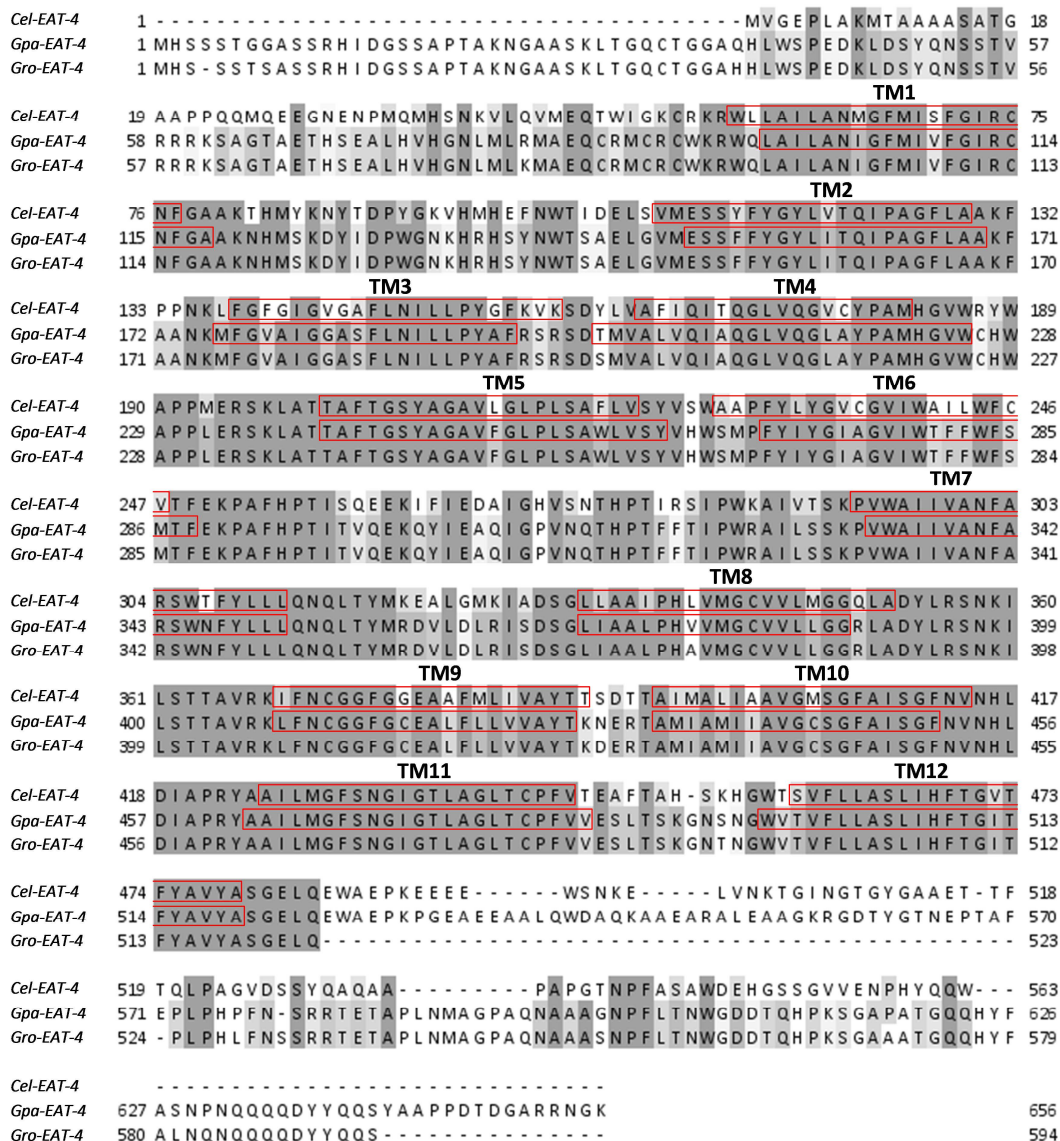 Cel-EAT-4 1 ---------------------------------------MVGEPLAKMTAAAASATG 18
Gpa-EAT-4 1 MHSSSTGGASSRHIDGSSAPTAKNGAASKLTGQCTGGAQHLWSPEDKLDSYQNSSTV 57
Gro-EAT-4 1 MHS-SSTSASSRHIDGSSAPTAKNGAASKLTGQCTGGAHHLWSPEDKLDSYQNSSTV 56
TM1
Cel-EAT-4 19 AAPPQQMQEEGNENPMQMHSNKVLQVMEQTWIGKCRKRWLLAILANMGFMISFGIRC 75
Gpa-EAT-4 58 RRRKSAGTAETHSEALHVHGNLMLRMAEQCRMCRCWKRWQLAILANIGFMIVFGIRC 114
Gro-EAT-4 57 RRRKSAGTAETHSEALHVHGNLMLKMAEQCRMCRCWKRWQLAILANIGFMIVFGIRC 113
TM2
Cel-EAT-4 76 NFGAAKTHMYKNYTDPYGKVHMHEFNWTIDELSVMESSYFYGYLVTQIPAGFLAAKF 132
Gpa-EAT-4 115 NFGAAKNHMSKDYIDPWGNKHRHSYNWTSAELGVMESSFFYGYLITQIPAGFLAAKF 171
Gro-EAT-4 114 NFGAAKNHMSKDYIDPWGNKHRHSYNWTSAELGVMESSFFYGYLITQIPAGFLAAKF 170
TM3 TM4
Cel-EAT-4 133 PPNKLFGFGIGVGAFLNILLPYGFKVKSDYLVAFIQITQGLVQGVCYPAMHGVWRYW 189
Gpa-EAT-4 172 AANKMFGVAIGGASFLNILLPYAFRSRSDTMVALVQIAQGLVQGLAYPAMHGVWCHW 228
Gro-EAT-4 171 AANKMFGVAIGGASFLNILLPYAFRSRSDSMVALVQIAQGLVQGLAYPAMHGVWCHW 227
TM5 TM6
Cel-EAT-4 190 APPMERSKLATTAFTGSYAGAVLGLPLSAFLVSYVSWAAPFYLYGVCGVIWAILWFC 246
Gpa-EAT-4 229 APPLERSKLATTAFTGSYAGAVFGLPLSAWLVSYVHWSMPFYIYGIAGVIWTFFWFS 285
Gro-EAT-4 228 APPLERSKLATTAFTGSYAGAVFGLPLSAWLVSYVHWSMPFYIYGIAGVIWTFFWFS 284
TM7
Cel-EAT-4 247 VTFEKPAFHPTISQEEKIFIEDAIGHVSNTHPTIRSIPWKAIVTSKPVWAIIVANFA 303
Gpa-EAT-4 286 MTFEKPAFHPTITVQEKQYIEAQIGPVNQTHPTFFTIPWRAILSSKPVWAIIVANFA 342
Gro-EAT-4 285 MTFEKPAFHPTITVQEKQYIEAQIGPVNQTHPTFFTIPWRAILSSKPVWAIIVANFA 341
TM8
Cel-EAT-4 304 RSWTFYLLLQNQLTYMKEALGMKIADSGLLAAIPHLVMGCVVLMGGQLADYLRSNKI 360
Gpa-EAT-4 343 RSWNFYLLLQNQLTYMRDVLDLRISDSGLIAALPHVVMGCVVLLGGRLADYLRSNKI 399
Gro-EAT-4 342 RSWNFYLLLQNQLTYMRDVLDLRISDSGLIAALPHAVMGCVVLLGGRLADYLRSNKI 398
TM9 TM10
Cel-EAT-4 361 LSTTAVRKIFNCGGFGGEAAFMLIVAYTTSDTTAIMALIAAVGMSGFAISGFNVNHL 417
Gpa-EAT-4 400 LSTTAVRKLFNCGGFGCEALFLLVVAYTKNERTAMIAMIIAVGCSGFAISGFNVNHL 456
Gro-EAT-4 399 LSTTAVRKLFNCGGFGCEALFLLVVAYTKDERTAMIAMIIAVGCSGFAISGFNVNHL 455
TM11 TM12
Cel-EAT-4 418 DIAPRYAAILMGFSNGIGTLAGLTCPFVTEAFTAH-SKHGWTSVFLLASLIHFTGVT 473
Gpa-EAT-4 457 DIAPRYAAILMGFSNGIGTLAGLTCPFVVESLTSKGNSNGWVTVFLLASLIHFTGIT 513
Gro-EAT-4 456 DIAPRYAAILMGFSNGIGTLAGLTCPFVVESLTSKGNTNGWVTVFLLASLIHFTGIT 512
Cel-EAT-4 474 FYAVYASGELQEWAEPKEEEE------WSNKE-----LVNKTGINGTGYGAAET-TF 518
Gpa-EAT-4 514 FYAVYASGELQEWAEPKPGEAEEAALQWDAQKAAEARALEAAGKRGDTYGTNEPTAF 570
Gro-EAT-4 513 FYAVYASGELQ---------------------------------------------- 523
Cel-EAT-4 519 TQLPAGVDSSYQAQAA---------PAPGTNPFASAWDEHGSSGVVENPHYQQW--- 563
Gpa-EAT-4 571 EPLPHPFN-SRRTETAPLNMAGPAQNAAAGNPFLTNWGDDTQHPKSGAPATGQQHYF 626
Gro-EAT-4 524 -PLPHLFNSSRRTETAPLNMAGPAQNAAASNPFLTNWGDDTQHPKSGAAATGQQHYF 579
Cel-EAT-4 ------------------------------
Gpa-EAT-4 627 ASNPNQQQQDYYQQSYAAPPDTDGARRNGK 656
Gro-EAT-4 580 ALNQNQQQQDYYQQS--------------- 594